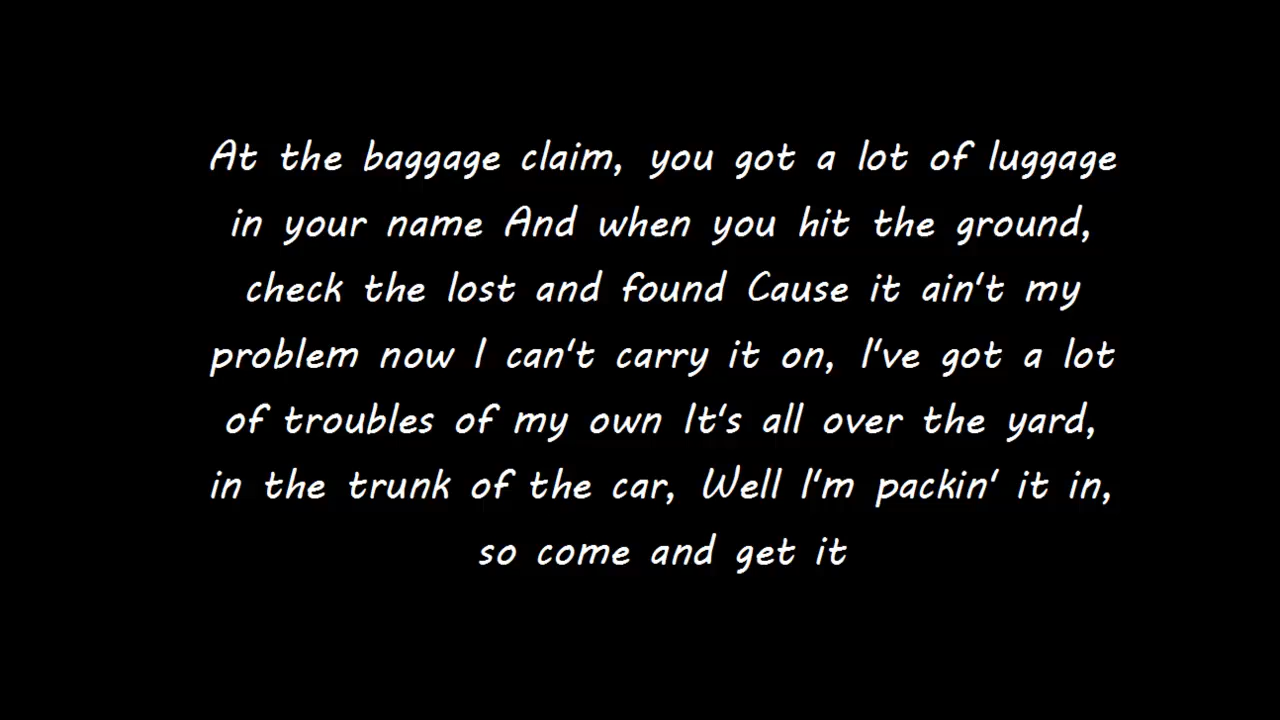 At the baggage claim, you got a lot of luggage
in your name And when you hit the ground,
check the lost and found Cause it ain't my
problem now I can't carry it on, I've got a lot
of troubles of my own It's all over the yard,
in the trunk of the car, Well I'm packin' it in,
so come and get it